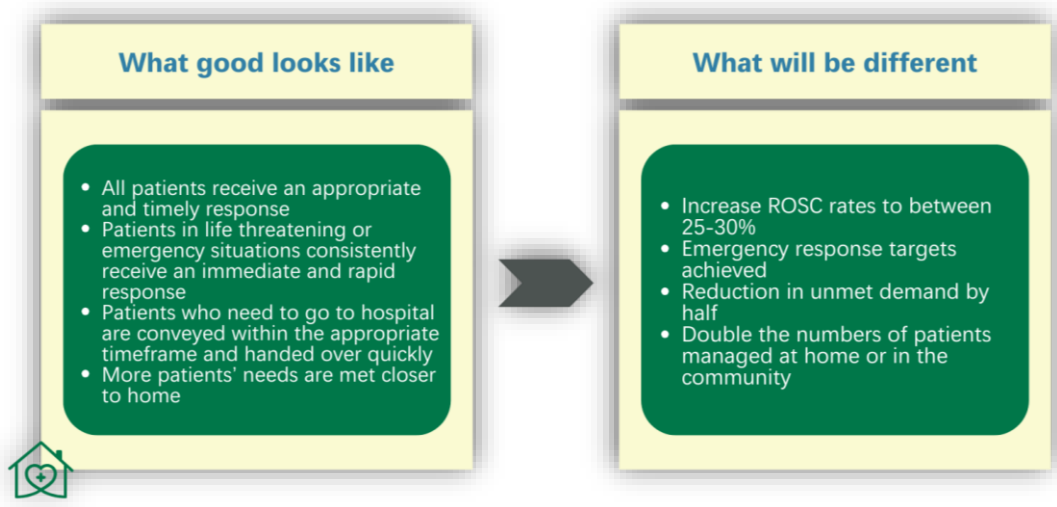 What good looks like
• All patients receive an appropriate
and timely response
• Patients in life threatening or
emergency situations consistently
receive an immediate and rapid
response
• Patients who need to go to hospital
are conveyed within the appropriate
timeframe and handed over quickly
• More patients’ needs are met closer
to home
What will be different
• Increase ROSC rates to between
25-30%
• Emergency response targets
achieved
• Reduction in unmet demand by
half
• Double the numbers of patients
managed at home or in the
community